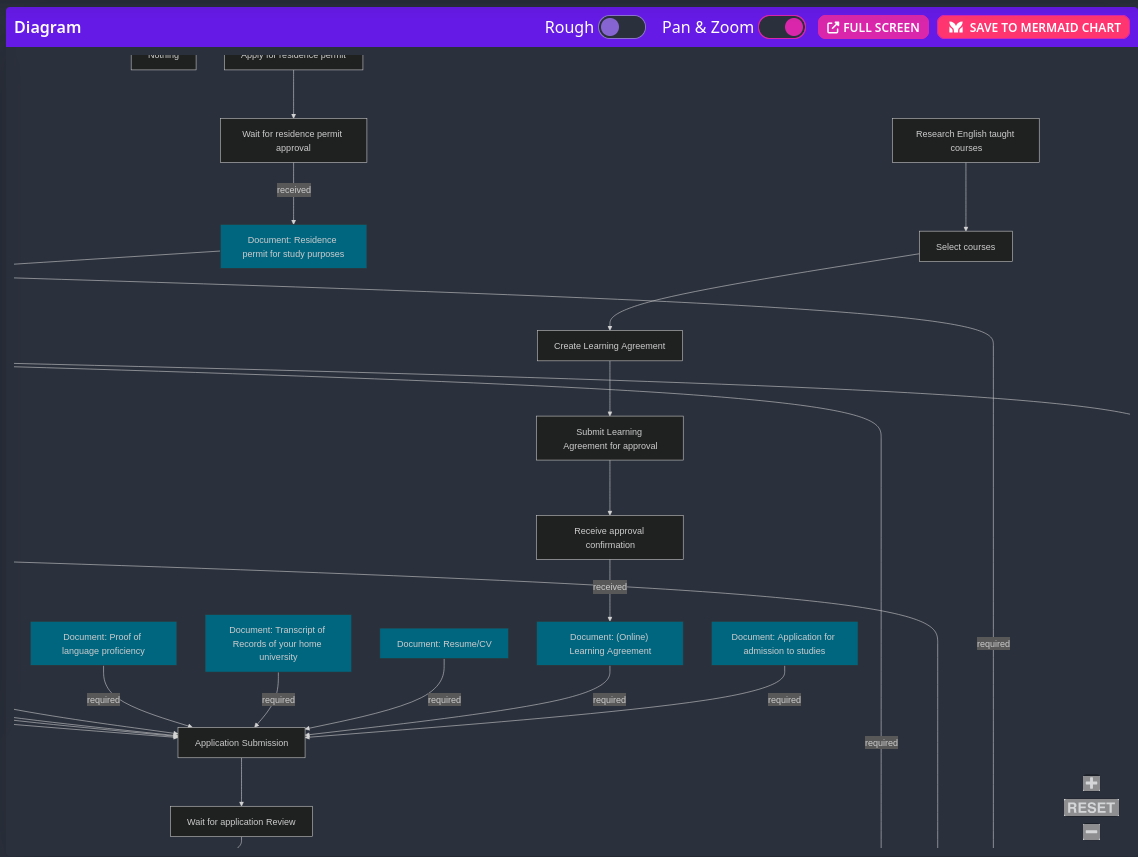 Diagram
Rough
Pan & Zoom
FULL SCREEN
SAVE TO MERMAID CHART
Nothing
Apply for residence permit
Wait for residence permit
approval
Research English taught
courses
received
Document: Residence
permit for study purposes
Select courses
Create Learning Agreement
Submit Learning
Agreement for approval
Receive approval
confirmation
received
Document: Proof of
language proficiency
Document: Transcript of
Records of your home
university
Document: Resume/CV
Document: (Online)
Learning Agreement
Document: Application for
admission to studies
required
required
required
required
required
required
required
Application Submission
Wait for application Review
RESET